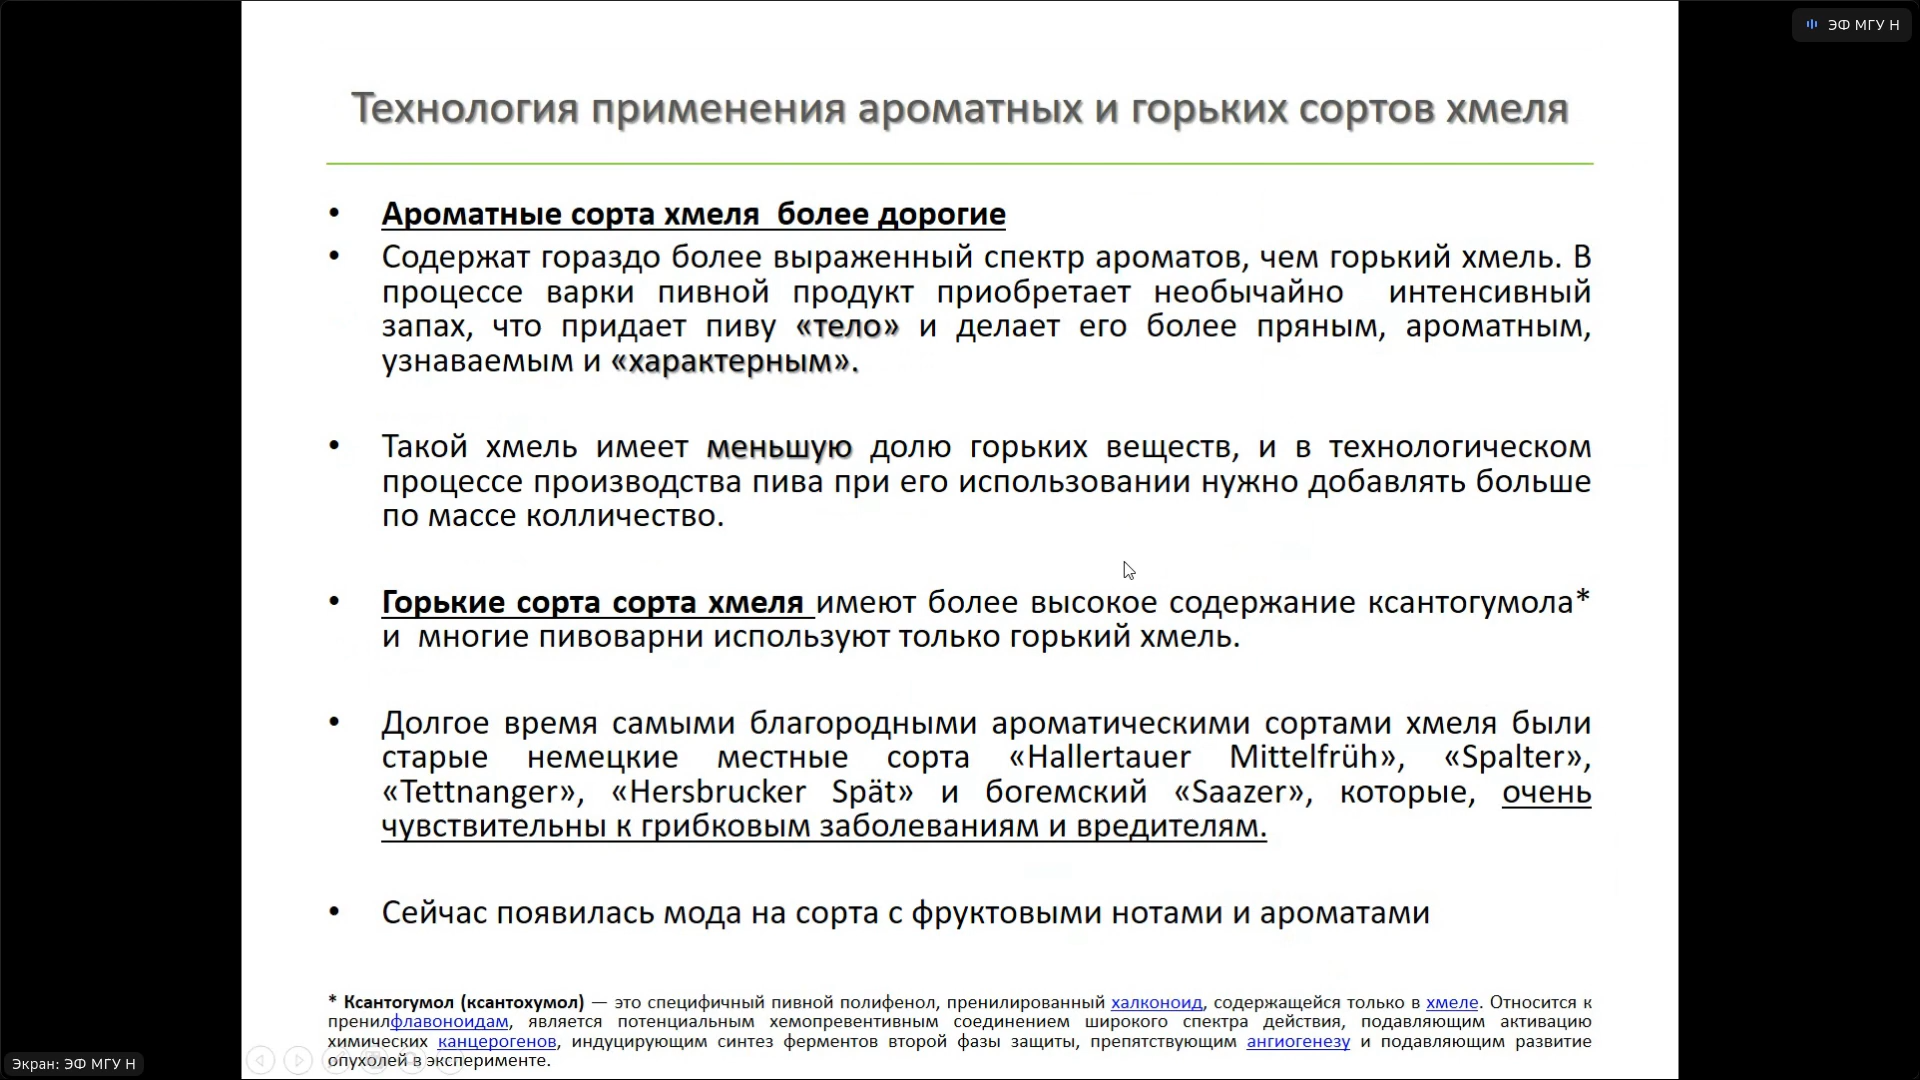 ЭФ МГУ Н
Технология применения ароматных и горьких сортов хмеля
• Ароматные сорта хмеля более дорогие
• Содержат гораздо более выраженный спектр ароматов, чем горький хмель. В
процессе варки пивной продукт приобретает необычайно интенсивный
запах, что придает пиву «тело» и делает его более пряным, ароматным,
узнаваемым и «характерным».
• Такой хмель имеет меньшую долю горьких веществ, и в технологическом
процессе производства пива при его использовании нужно добавлять больше
по массе колличество.
• Горькие сорта сорта хмеля имеют более высокое содержание ксантогумола*
и многие пивоварни используют только горький хмель.
• Долгое время самыми благородными ароматическими сортами хмеля были
старые немецкие местные сорта «Hallertauer Mittelfrüh», «Spalter»,
«Tettnanger», «Hersbrucker Spät» и богемский «Saazer», которые, очень
чувствительны к грибковым заболеваниям и вредителям.
• Сейчас появилась мода на сорта с фруктовыми нотами и ароматами
* Ксантогумол (ксантохумол) — это специфичный пивной полифенол, пренилированный халконоид, содержащейся только в хмеле. Относится к
пренилфлавоноидам, является потенциальным хемопревентивным соединением широкого спектра действия, подавляющим активацию
химических канцерогенов, индуцирующим синтез ферментов второй фазы защиты, препятствующим ангиогенезу и подавляющим развитие
опухолей в эксперименте.
Экран: ЭФ МГУ Н